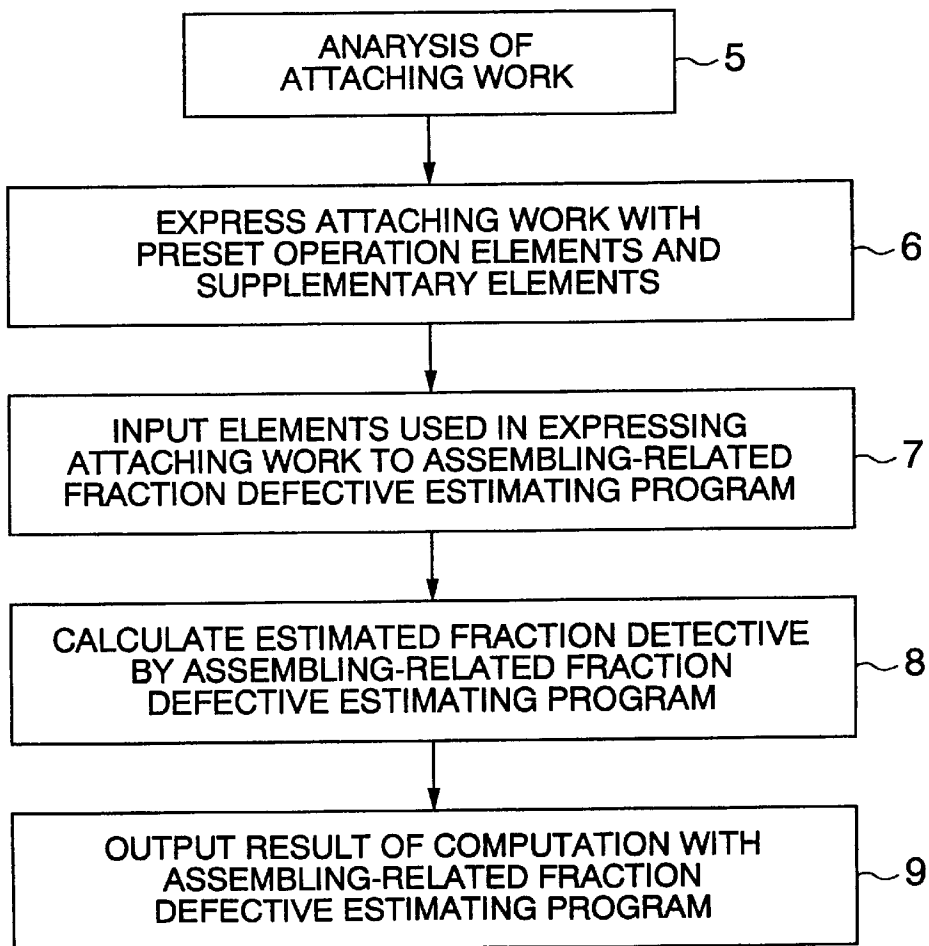 ANARYSIS OF
ATTACHING WORK
5
EXPRESS ATTACHING WORK WITH
PRESET OPERATION ELEMENTS AND
SUPPLEMENTARY ELEMENTS
6
INPUT ELEMENTS USED IN EXPRESSING
ATTACHING WORK TO ASSEMBLING-RELATED
FRACTION DEFECTIVE ESTIMATING PROGRAM
7
CALCULATE ESTIMATED FRACTION DETECTIVE
BY ASSEMBLING-RELATED FRACTION
DEFECTIVE ESTIMATING PROGRAM
8
OUTPUT RESULT OF COMPUTATION WITH
ASSEMBLING-RELATED FRACTION
DEFECTIVE ESTIMATING PROGRAM
9